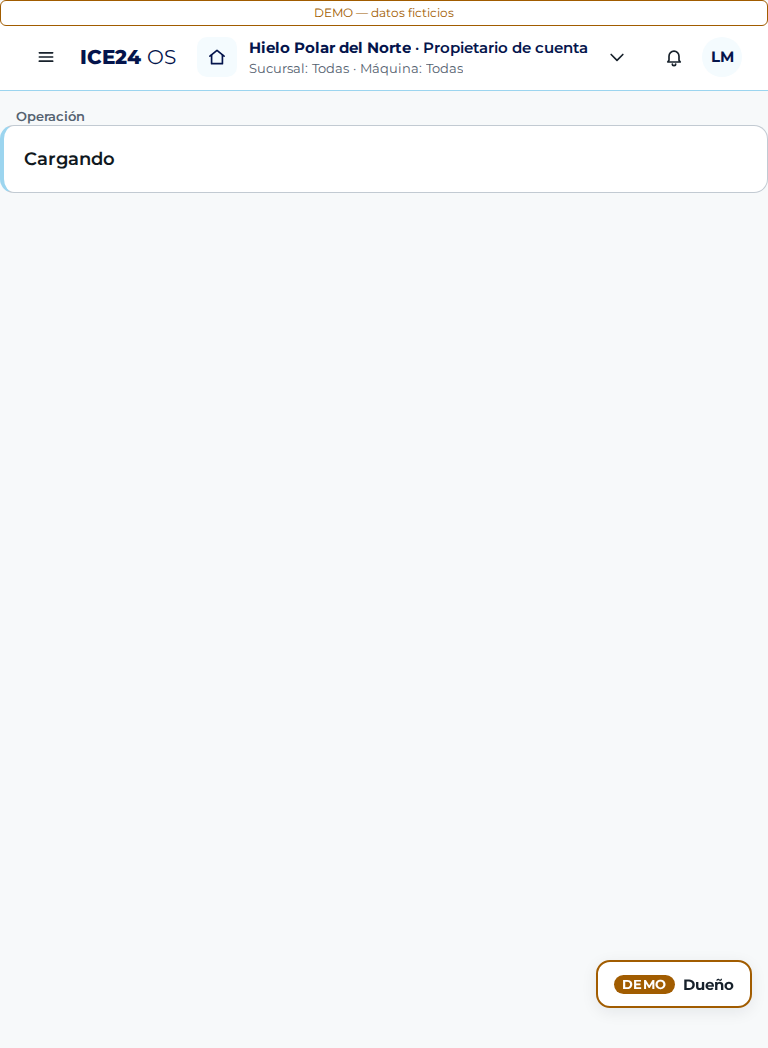 DEMO — datos ficticios
ICE24 OS
Hielo Polar del Norte · Propietario de cuenta
Sucursal: Todas · Máquina: Todas
LM
Operación
Cargando
DEMO Dueño